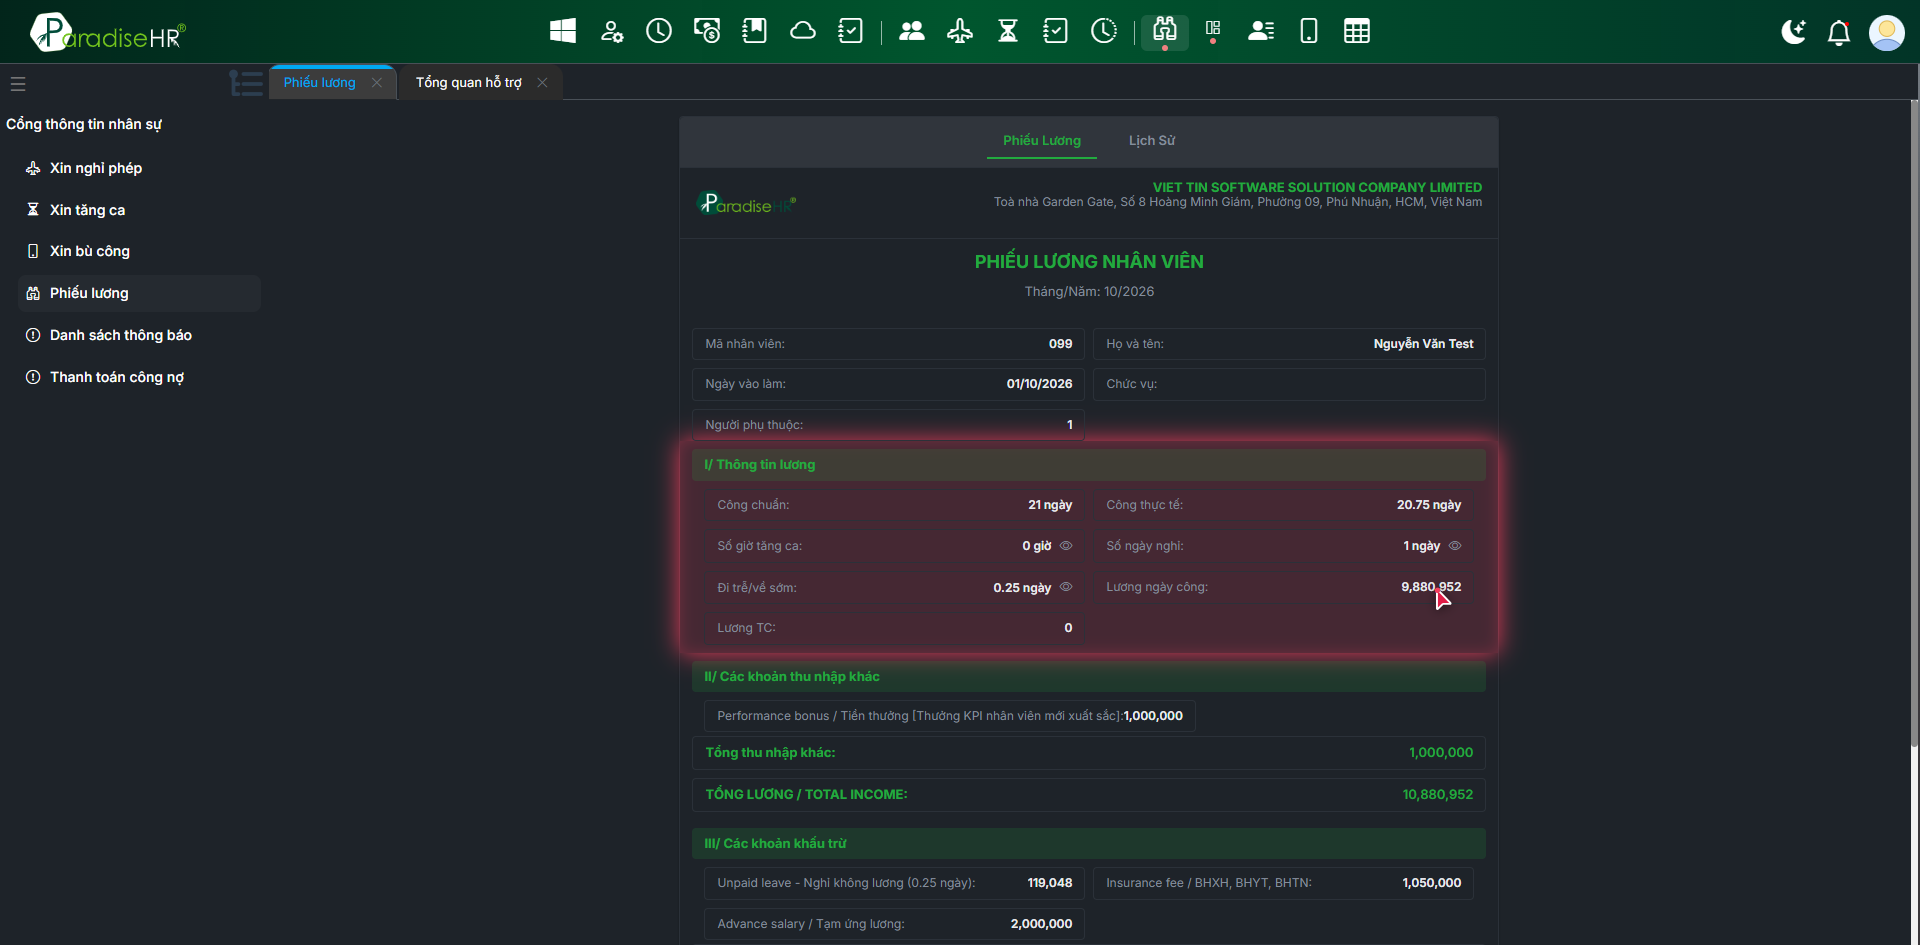 ParadiseHR®
Phiếu lương
Tổng quan hỗ trợ
Cổng thông tin nhân sự
Xin nghỉ phép
Xin tăng ca
Xin bù công
Phiếu lương
Danh sách thông báo
Thanh toán công nợ
Phiếu Lương
Lịch Sử
ParadiseHR®
VIET TIN SOFTWARE SOLUTION COMPANY LIMITED
Toà nhà Garden Gate, Số 8 Hoàng Minh Giám, Phường 09, Phú Nhuận, HCM, Việt Nam
PHIẾU LƯƠNG NHÂN VIÊN
Tháng/Năm: 10/2026
Mã nhân viên: 099
Họ và tên: Nguyễn Văn Test
Ngày vào làm: 01/10/2026
Chức vụ:
Người phụ thuộc: 1
I/ Thông tin lương
Công chuẩn: 21 ngày
Công thực tế: 20.75 ngày
Số giờ tăng ca: 0 giờ
Số ngày nghỉ: 1 ngày
Đi trễ/về sớm: 0.25 ngày
Lương ngày công: 9,880,952
Lương TC: 0
II/ Các khoản thu nhập khác
Performance bonus / Tiền thưởng [Thưởng KPI nhân viên mới xuất sắc]:1,000,000
Tổng thu nhập khác: 1,000,000
TỔNG LƯƠNG / TOTAL INCOME: 10,880,952
III/ Các khoản khấu trừ
Unpaid leave - Nghỉ không lương (0.25 ngày): 119,048
Insurance fee / BHXH, BHYT, BHTN: 1,050,000
Advance salary / Tạm ứng lương: 2,000,000